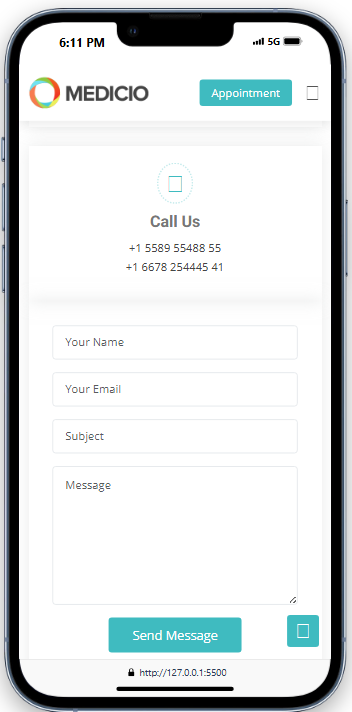 6:11 PM
5G
MEDICIO
Appointment
Call Us
+1 5589 55488 55
+1 6678 254445 41
Your Name
Your Email
Subject
Message
Send Message
http://127.0.0.1:5500